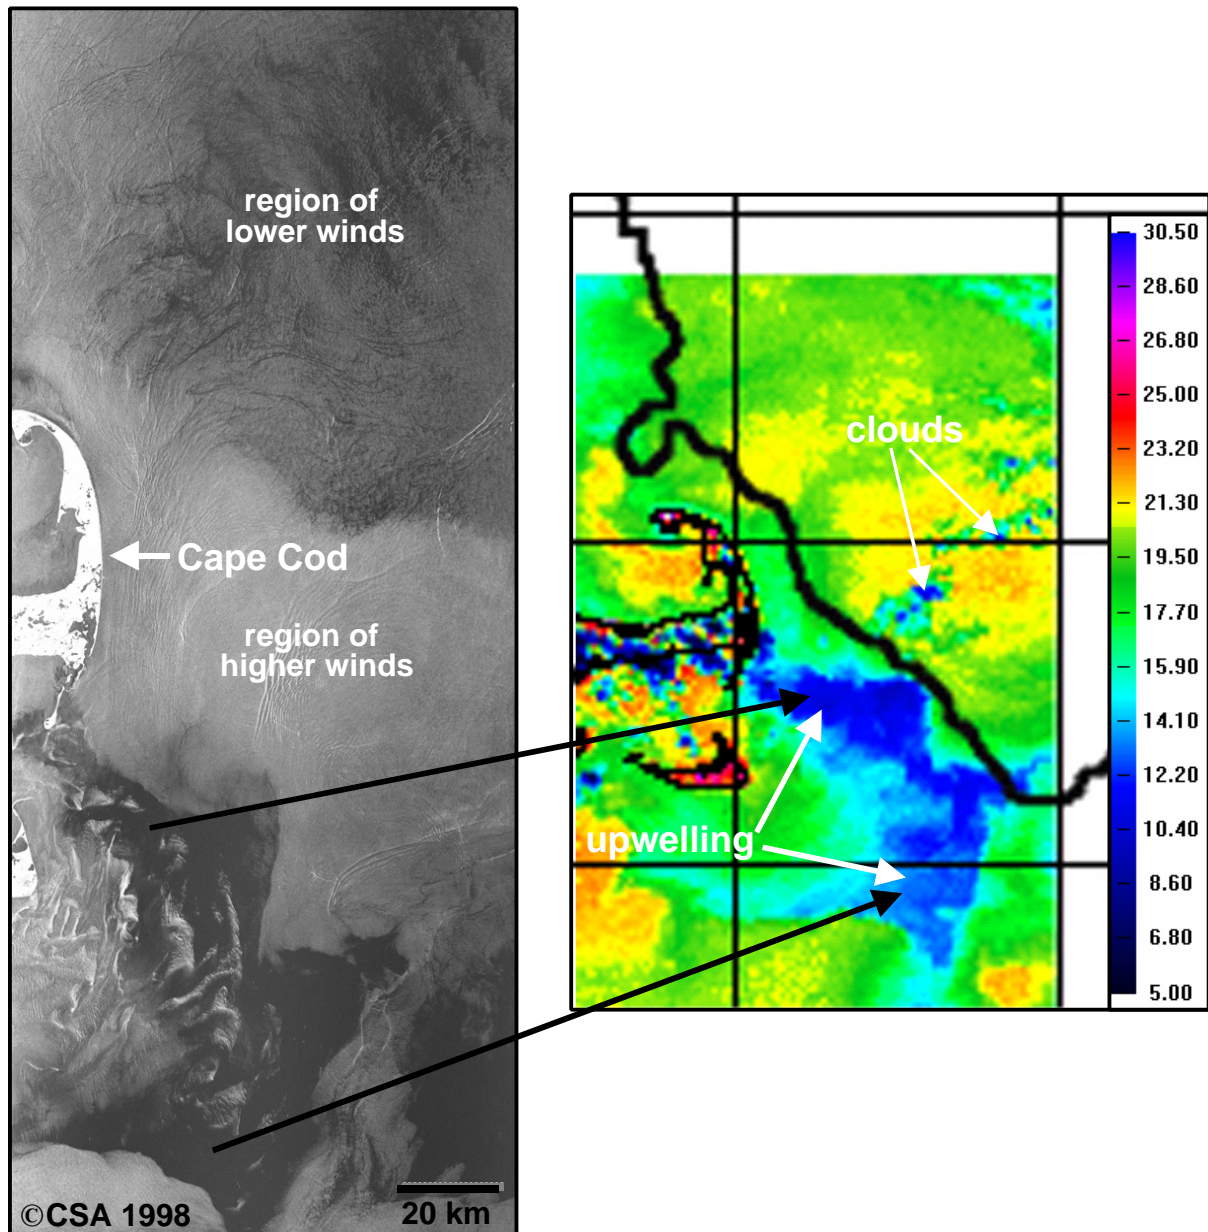 region of
lower winds
Cape Cod
region of
higher winds
©CSA 1998
20 km
clouds
upwelling
30.50
28.60
26.80
25.00
23.20
21.30
19.50
17.70
15.90
14.10
12.20
10.40
8.60
6.80
5.00